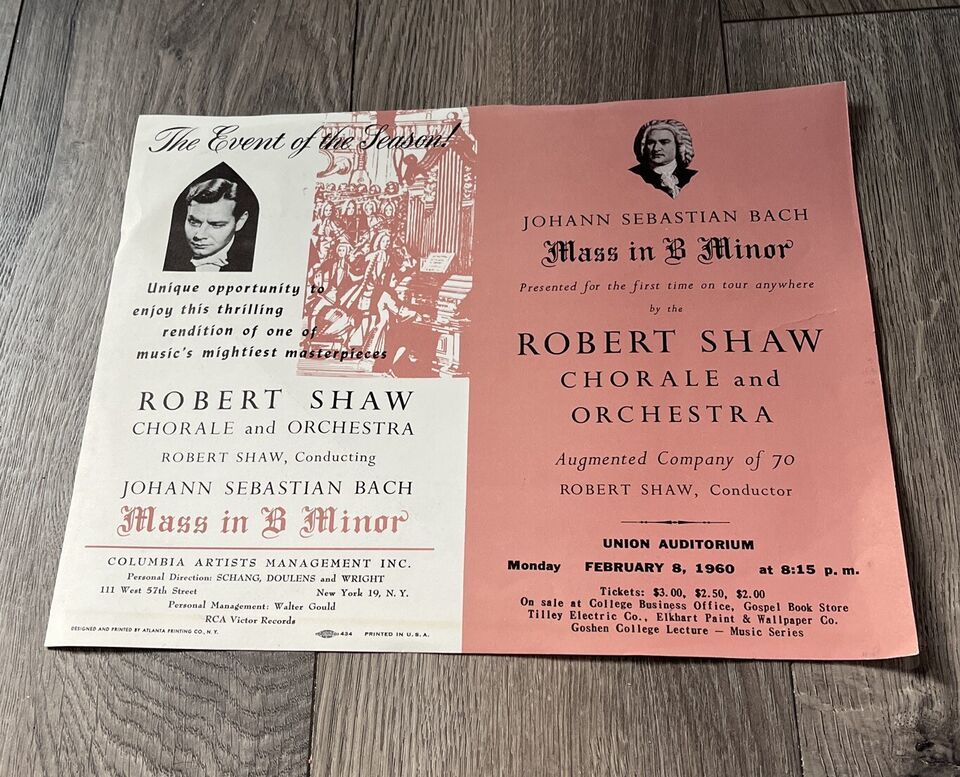 The Event of the Season!
Unique opportunity to
enjoy this thrilling
rendition of one of
music's mightiest masterpieces
ROBERT SHAW
CHORALE and ORCHESTRA
ROBERT SHAW, Conducting
JOHANN SEBASTIAN BACH
Mass in B Minor
COLUMBIA ARTISTS MANAGEMENT INC.
Personal Direction: SCHANG, DOULENS and WRIGHT
111 West 57th Street New York 19, N. Y.
Personal Management: Walter Gould
RCA Victor Records
DESIGNED AND PRINTED BY ATLANTA PRINTING CO., N. Y. 434 PRINTED IN U. S. A.
JOHANN SEBASTIAN BACH
Mass in B Minor
Presented for the first time on tour anywhere
by the
ROBERT SHAW
CHORALE and
ORCHESTRA
Augmented Company of 70
ROBERT SHAW, Conductor
UNION AUDITORIUM
Monday FEBRUARY 8, 1960 at 8:15 p. m.
Tickets: $3.00, $2.50, $2.00
On sale at College Business Office, Gospel Book Store
Tilley Electric Co., Elkhart Paint & Wallpaper Co.
Goshen College Lecture — Music Series